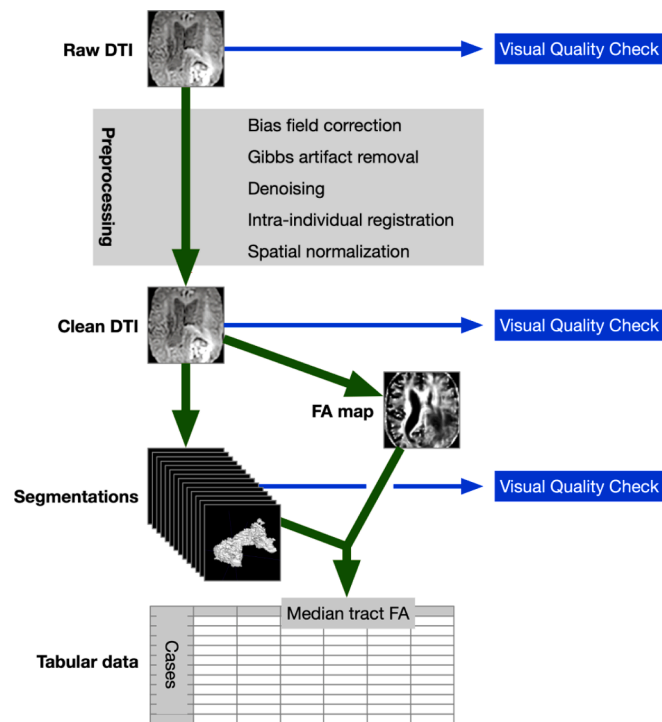 Raw DTI
Visual Quality Check
Preprocessing
Bias field correction
Gibbs artifact removal
Denoising
Intra-individual registration
Spatial normalization
Clean DTI
Visual Quality Check
FA map
Segmentations
Visual Quality Check
Median tract FA
Cases
Tabular data